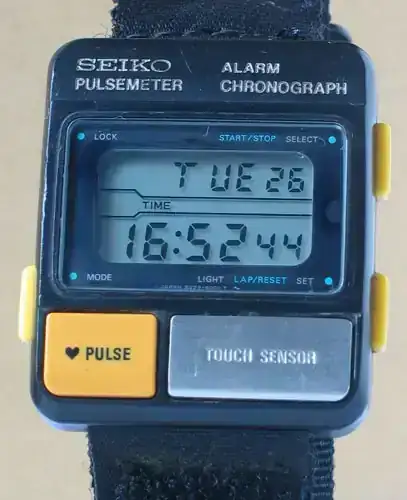 SEIKO ALARM
PULSEMETER CHRONOGRAPH
LOCK START/STOP SELECT
TUE 26
TIME
16:52 44
MODE LIGHT LAP/RESET SET
JAPAN
♥ PULSE TOUCH SENSOR